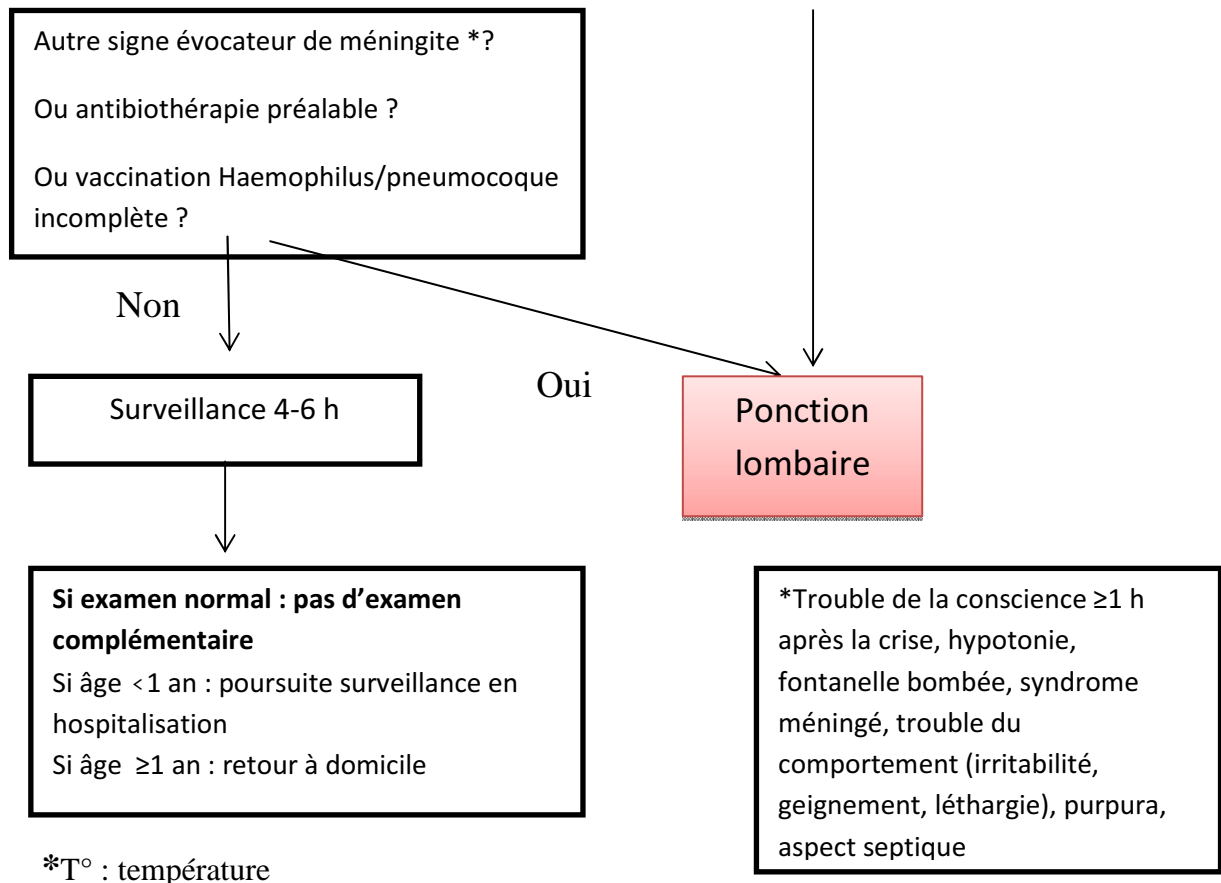 Autre signe évocateur de méningite *?
Ou antibiothérapie préalable ?
Ou vaccination Haemophilus/pneumocoque
incomplète ?
Non
Oui
Surveillance 4-6 h
Ponction
lombaire
Si examen normal : pas d’examen
complémentaire
Si âge <1 an : poursuite surveillance en
hospitalisation
Si âge ≥1 an : retour à domicile
*Trouble de la conscience ≥1 h
après la crise, hypotonie,
fontanelle bombée, syndrome
méningé, trouble du
comportement (irritabilité,
geignement, léthargie), purpura,
aspect septique
*T° : température